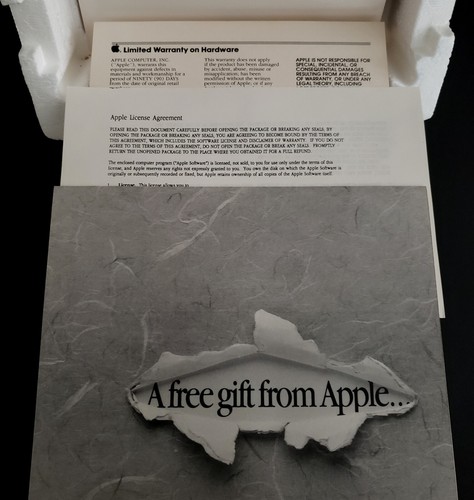 Limited Warranty on Hardware
APPLE COMPUTER, INC.
("Apple"), warrants this
equipment against defects in
materials and workmanship for a
period of NINETY (90) DAYS
from the date of original retail
This warranty does not apply
if the product has been damaged
by accident, abuse, misuse or
misapplication, has been
modified without the written
permission of Apple, or if any
APPLE IS NOT RESPONSIBLE FOR
SPECIAL, INCIDENTAL, OR
CONSEQUENTIAL DAMAGES
RESULTING FROM ANY BREACH
OF WARRANTY, OR UNDER ANY
LEGAL THEORY, INCLUDING
Apple License Agreement
PLEASE READ THIS DOCUMENT CAREFULLY BEFORE OPENING THE PACKAGE OR BREAKING ANY SEALS. BY
OPENING THE PACKAGE OR BREAKING ANY SEALS, YOU ARE AGREEING TO BECOME BOUND BY THE TERMS OF
THIS AGREEMENT, WHICH INCLUDES THE SOFTWARE LICENSE AND DISCLAIMER OF WARRANTY. IF YOU DO NOT
AGREE TO THE TERMS OF THIS AGREEMENT, DO NOT OPEN THE PACKAGE OR BREAK ANY SEALS. PROMPTLY
RETURN THE UNOPENED PACKAGE TO THE PLACE WHERE YOU OBTAINED IT FOR A FULL REFUND.
The enclosed computer program ("Apple Software") is licensed, not sold, to you for use only under the terms of this
license, and Apple reserves any rights not expressly granted to you. You own the disk on which the Apple Software is
originally or subsequently recorded or fixed, but Apple retains ownership of all copies of the Apple Software itself.
1. License. This license allows you to
A free gift from Apple...